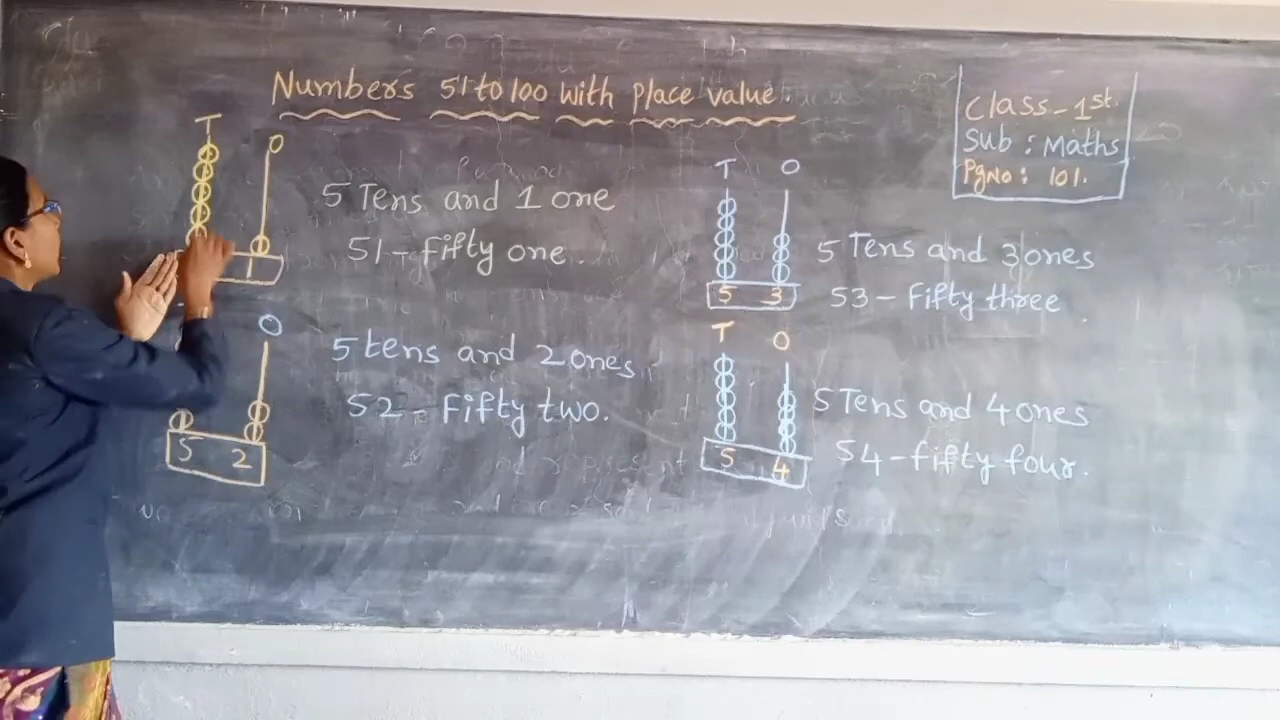 Numbers 51 to 100 with place value.
Class - 1st.
Sub : Maths
Pg No : 101.
T O
5 Tens and 1 one
51 - fifty one.
1
O
5 tens and 2 ones
52 - Fifty two.
5 2
T O
5 Tens and 3 ones
53 - Fifty three
5 3
T O
5 Tens and 4 ones
54 - fifty four.
5 4